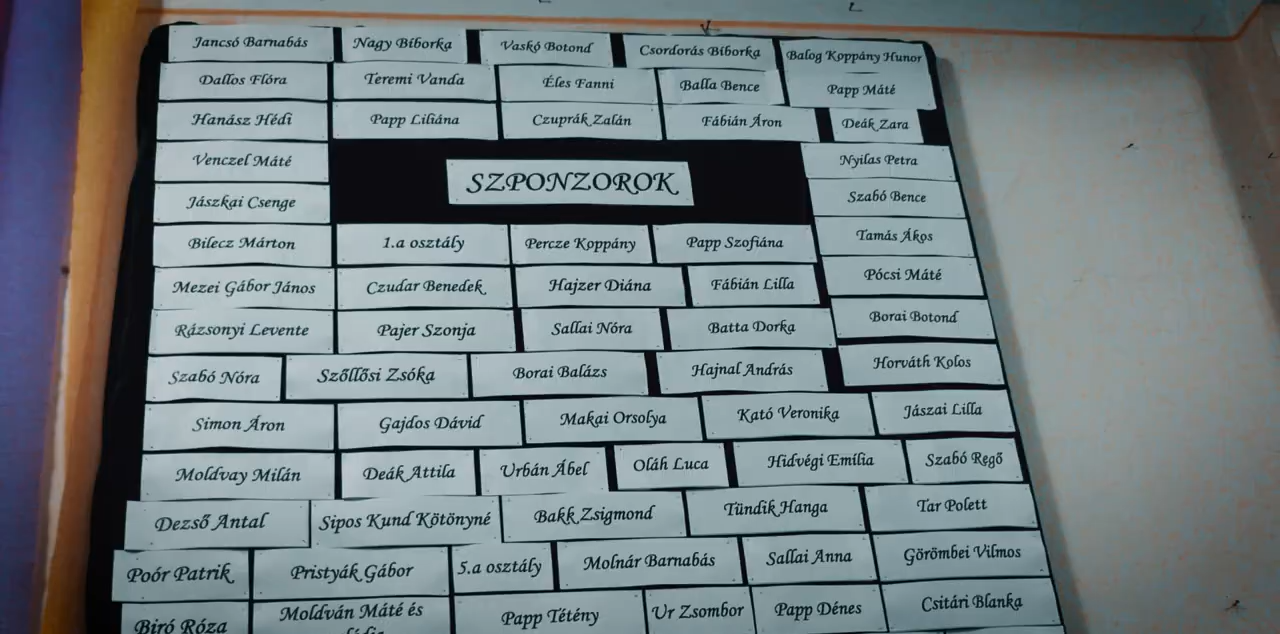 Jancsó Barnabás
Nagy Bíborka
Vaskó Botond
Csordorás Bíborka
Balog Koppány Hunor
Dallos Flóra
Teremi Vanda
Éles Fanni
Balla Bence
Papp Máté
Hanász Hédi
Papp Liliána
Czuprák Zalán
Fábián Áron
Deák Zara
Venczel Máté
SZPONZOROK
Nyilas Petra
Jászkai Csenge
Szabó Bence
Bilecz Márton
1.a osztály
Percze Koppány
Papp Szofiána
Tamás Ákos
Mezei Gábor János
Czudar Benedek
Hajzer Diána
Fábián Lilla
Pócsi Máté
Rázsonyi Levente
Pajer Szonja
Sallai Nóra
Batta Dorka
Borai Botond
Szabó Nóra
Szőllősi Zsóka
Borai Balázs
Hajnal András
Horváth Kolos
Simon Áron
Gajdos Dávid
Makai Orsolya
Kató Veronika
Jászai Lilla
Moldvay Milán
Deák Attila
Urbán Ábel
Oláh Luca
Hidvégi Emília
Szabó Regő
Dezső Antal
Sipos Kund Kötönyné
Bakk Zsigmond
Tündik Hanga
Tar Polett
Poór Patrik
Pristyák Gábor
5.a osztály
Molnár Barnabás
Sallai Anna
Görömbei Vilmos
Biró Róza
Moldván Máté és
Papp Tétény
Ur Zsombor
Papp Dénes
Csitári Blanka